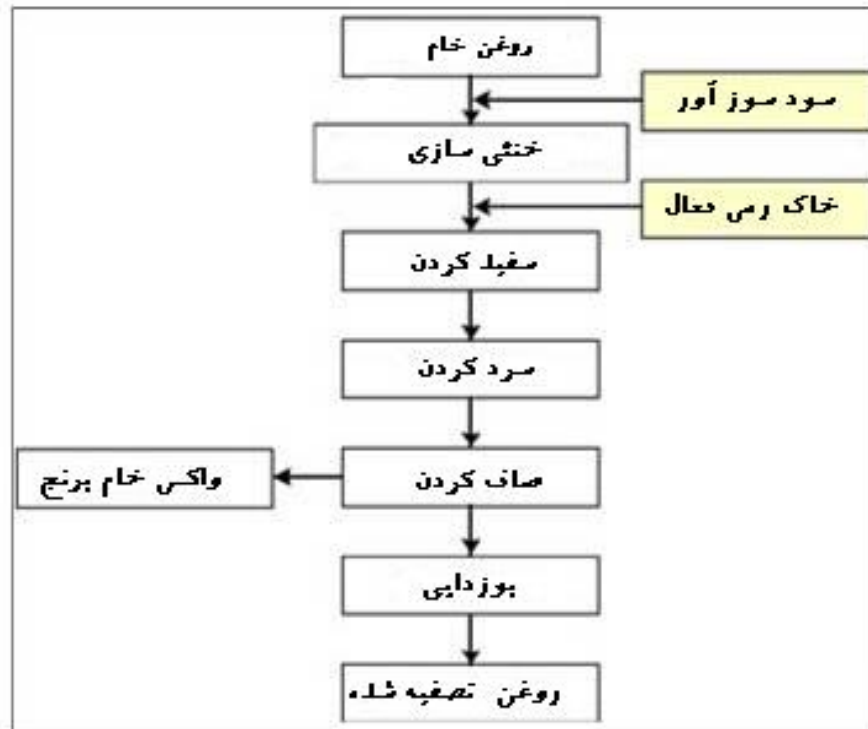 روغن خام
سود سوز آور
خنثی سازی
خاک رسی فعال
سفید کردن
سرد کردن
صاف کردن
واکس خام برنج
بوزدایی
روغن تصفیه شده